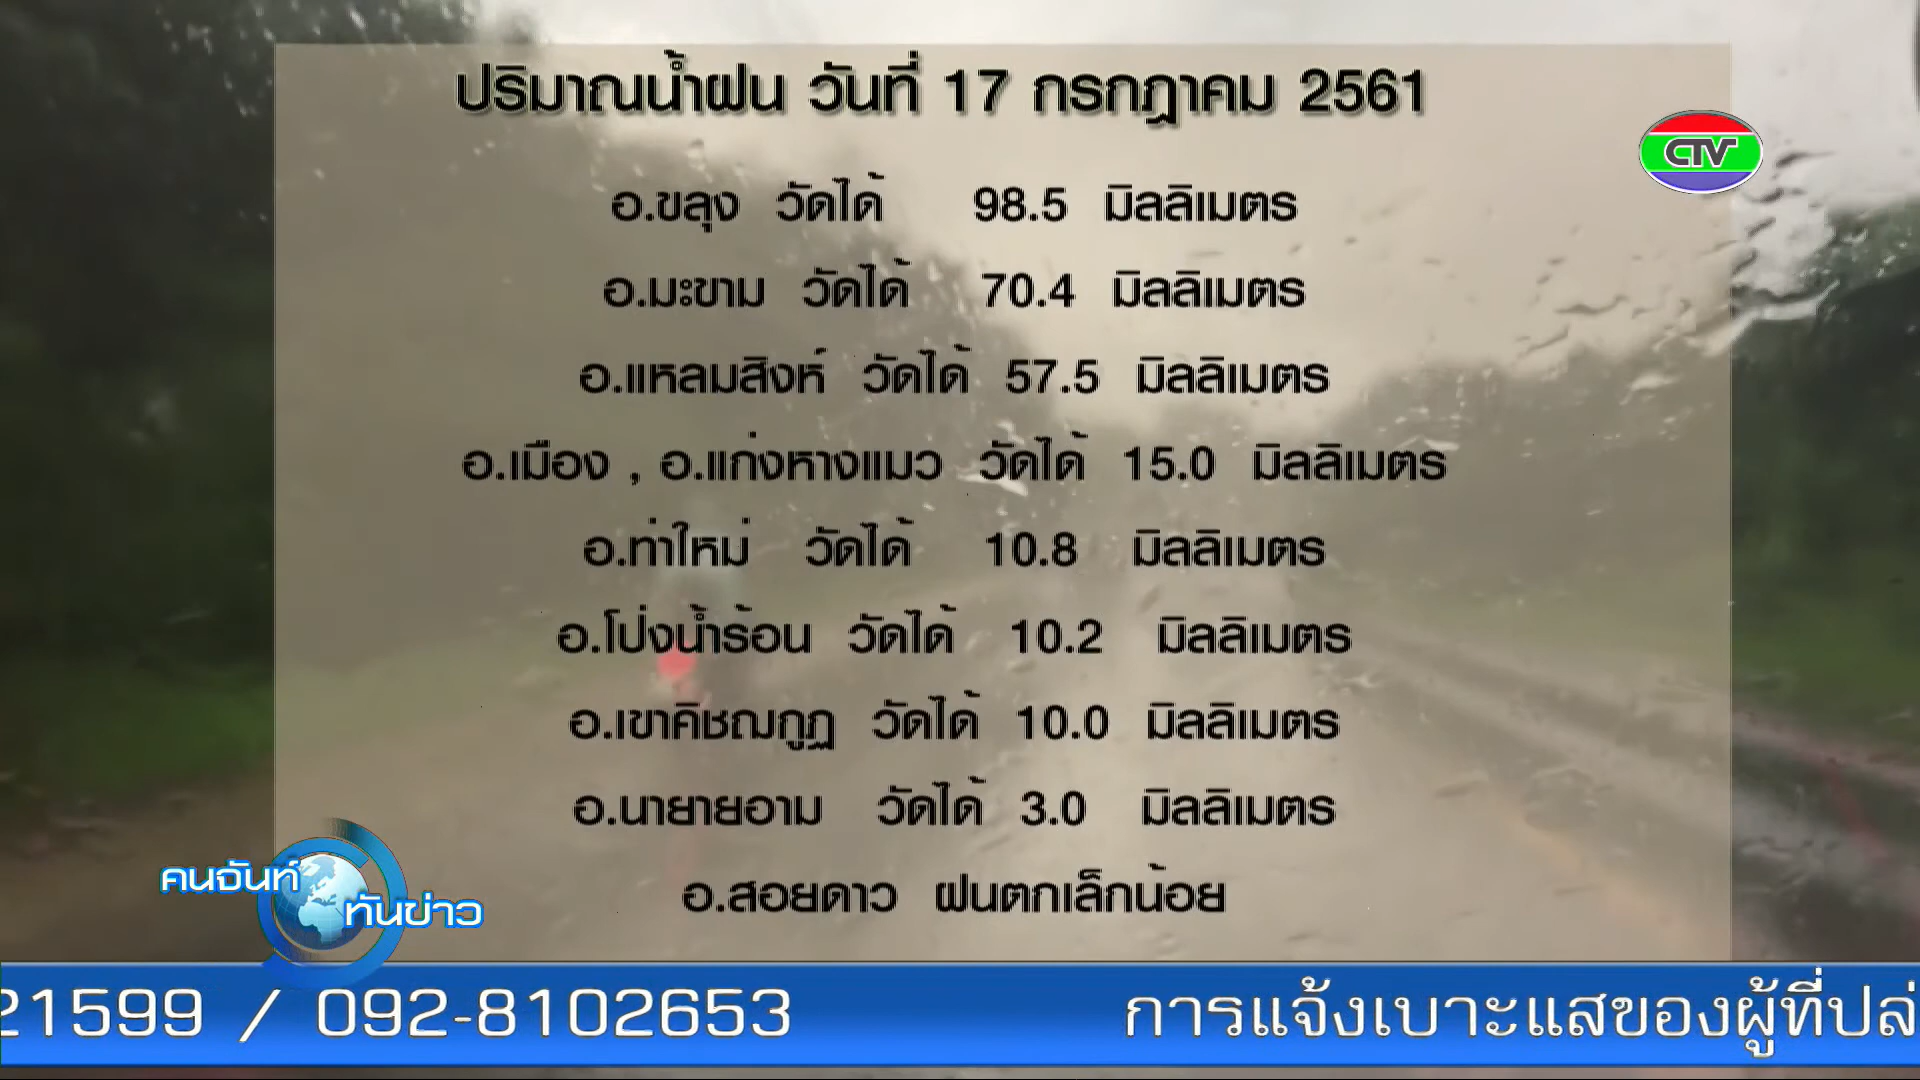 ปริมาณน้ำฝน วันที่ 17 กรกฎาคม 2561
CTV
อ.ขลุง วัดได้ 98.5 มิลลิเมตร
อ.มะขาม วัดได้ 70.4 มิลลิเมตร
อ.แหลมสิงห์ วัดได้ 57.5 มิลลิเมตร
อ.เมือง , อ.แก่งหางแมว วัดได้ 15.0 มิลลิเมตร
อ.ท่าใหม่ วัดได้ 10.8 มิลลิเมตร
อ.โป่งน้ำร้อน วัดได้ 10.2 มิลลิเมตร
อ.เขาคิชฌกูฏ วัดได้ 10.0 มิลลิเมตร
อ.นายายอาม วัดได้ 3.0 มิลลิเมตร
อ.สอยดาว ฝนตกเล็กน้อย
คนจันท์
ทันข่าว
21599 / 092-8102653 การแจ้งเบาะแสของผู้ที่ปล่